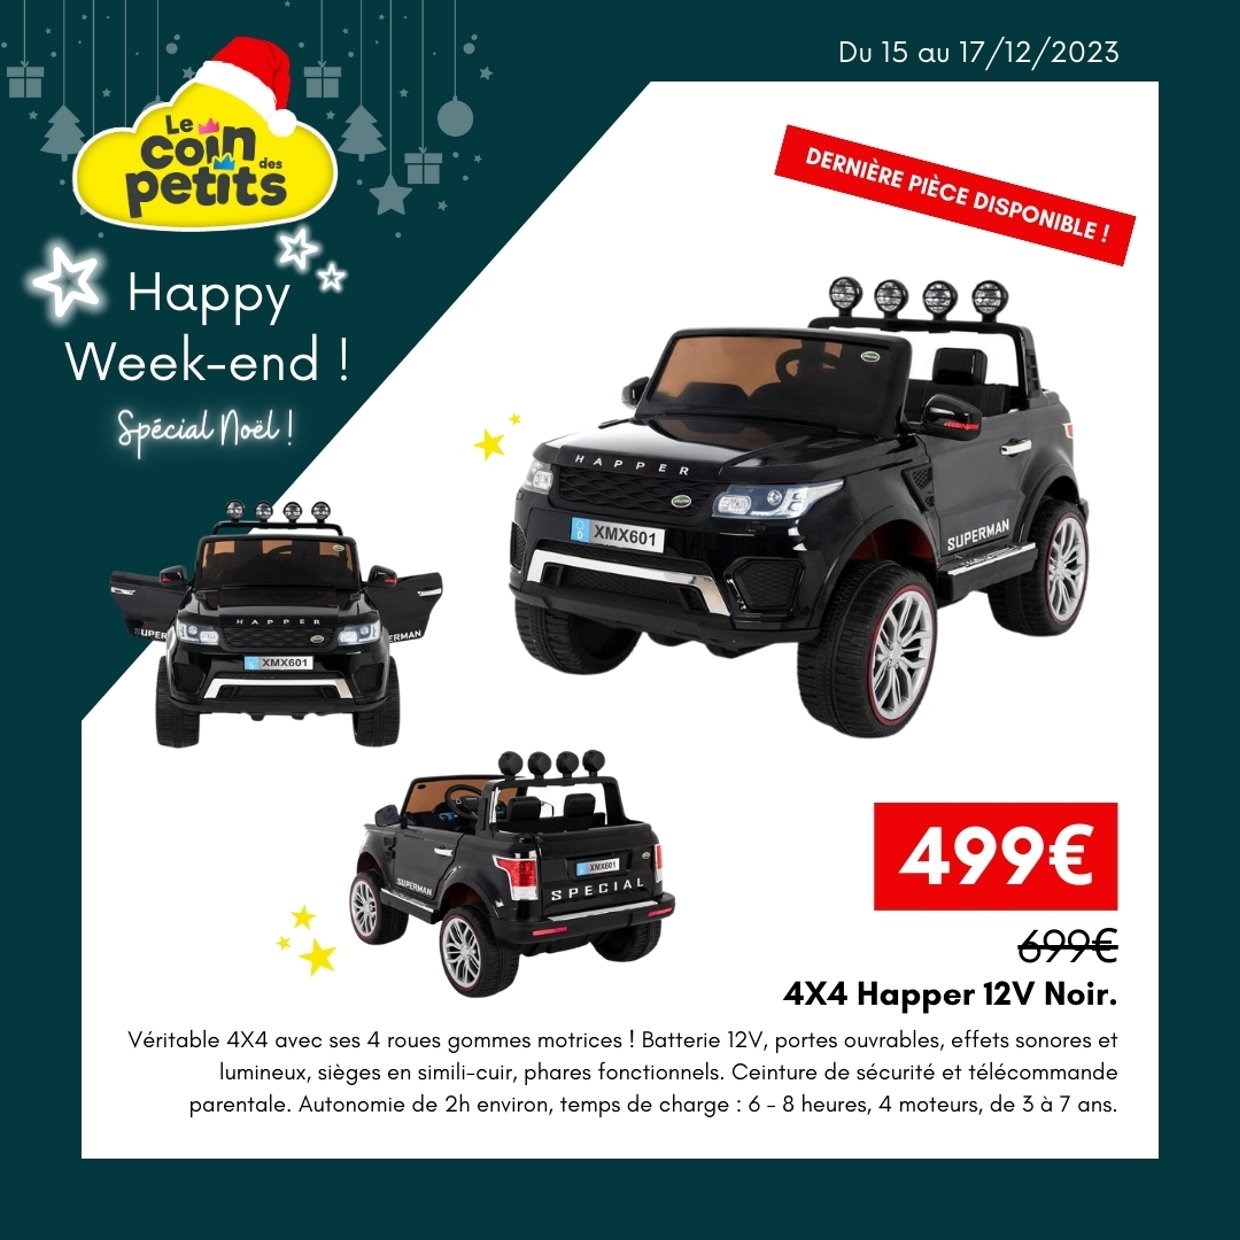 Du 15 au 17/12/2023
Le
coin
des
petits
DERNIÈRE PIÈCE DISPONIBLE !
Happy
Week-end !
Spécial Noël !
HAPPER
XMX601
D
SUPERMAN
SUPER
HAPPER
ERMAN
XMX601
SUPERMAN
XMX601
SPECIAL
499€
699€
4X4 Happer 12V Noir.
Véritable 4X4 avec ses 4 roues gommes motrices ! Batterie 12V, portes ouvrables, effets sonores et
lumineux, sièges en simili-cuir, phares fonctionnels. Ceinture de sécurité et télécommande
parentale. Autonomie de 2h environ, temps de charge : 6 - 8 heures, 4 moteurs, de 3 à 7 ans.